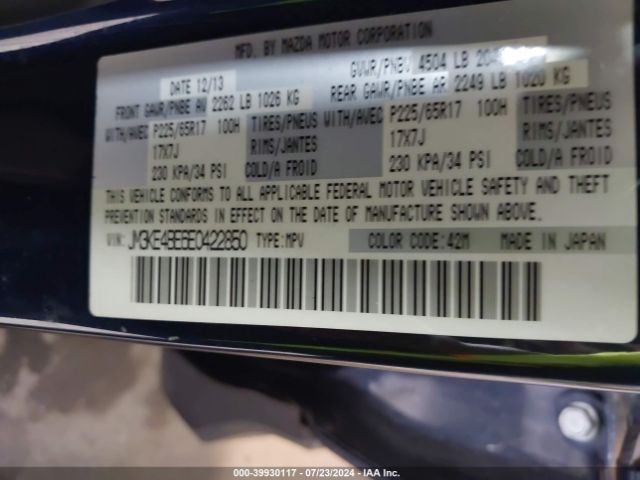 MFD. BY MAZDA MOTOR CORPORATION
DATE 12/13 GVWR/PNBV 4504 LB
FRONT GAWR/PNBE AV 2262 LB 1026 KG REAR GAWR/PNBE AR 2249 LB 1020 KG
WITH/AVEC P225/65R17 100H TIRES/PNEUS WITH/AVEC P225/65R17 100H TIRES/PNEUS
17X7J RIMS/JANTES 17X7J RIMS/JANTES
230 KPA/34 PSI COLD/A FROID 230 KPA/34 PSI COLD/A FROID
THIS VEHICLE CONFORMS TO ALL APPLICABLE FEDERAL MOTOR VEHICLE SAFETY AND THEFT
PREVENTION STANDARDS IN EFFECT ON THE DATE OF MANUFACTURE SHOWN ABOVE.
VIN: JM3KE4BE6E0422850 TYPE:MPV COLOR CODE:42M MADE IN JAPAN
000-39930117 - 07/23/2024 - IAA Inc.